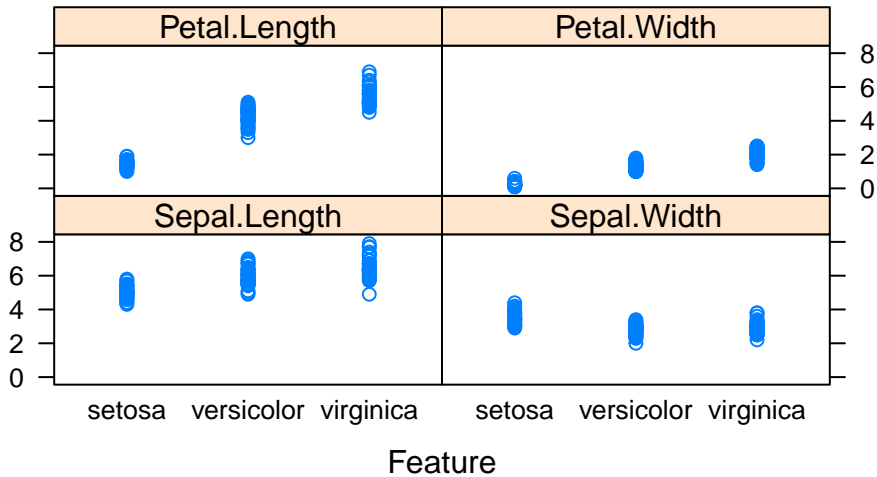 Petal.Length Petal.Width
8
6
4
2
0
Sepal.Length Sepal.Width
8
6
4
2
0
setosa versicolor virginica setosa versicolor virginica
Feature